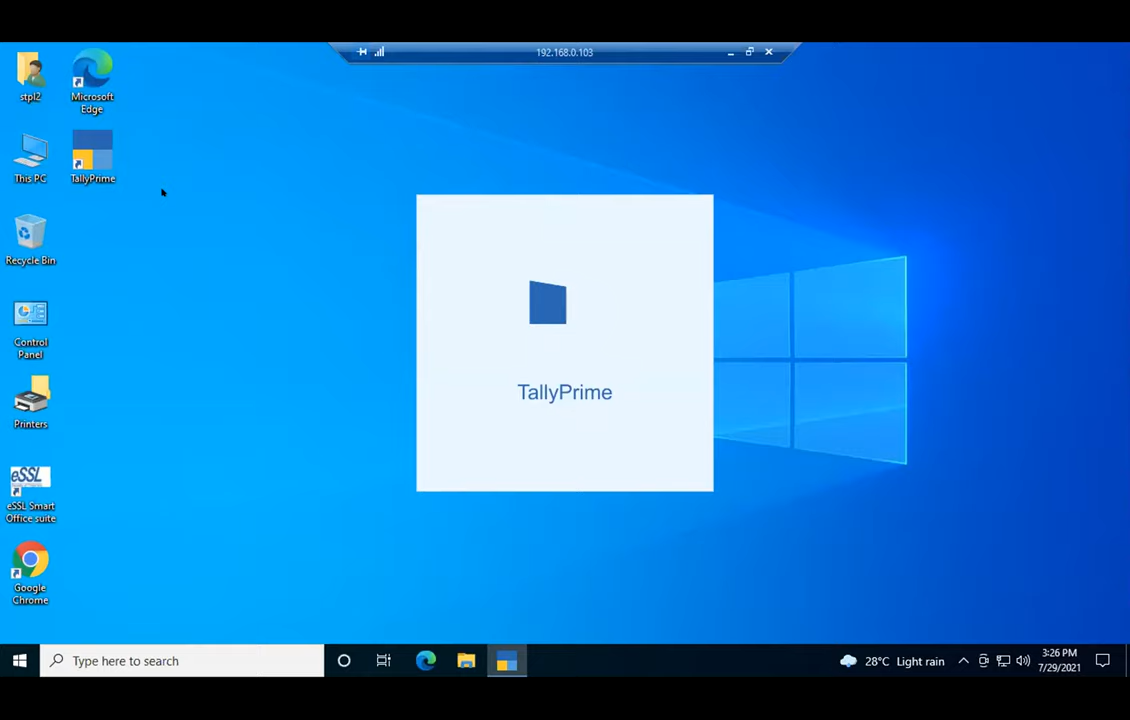 192.168.0.103
stpl2
Microsoft
Edge
This PC
TallyPrime
Recycle Bin
Control
Panel
Printers
eSSL
eSSL Smart
Office suite
Google
Chrome
TallyPrime
Type here to search
28°C Light rain
3:26 PM
7/29/2021